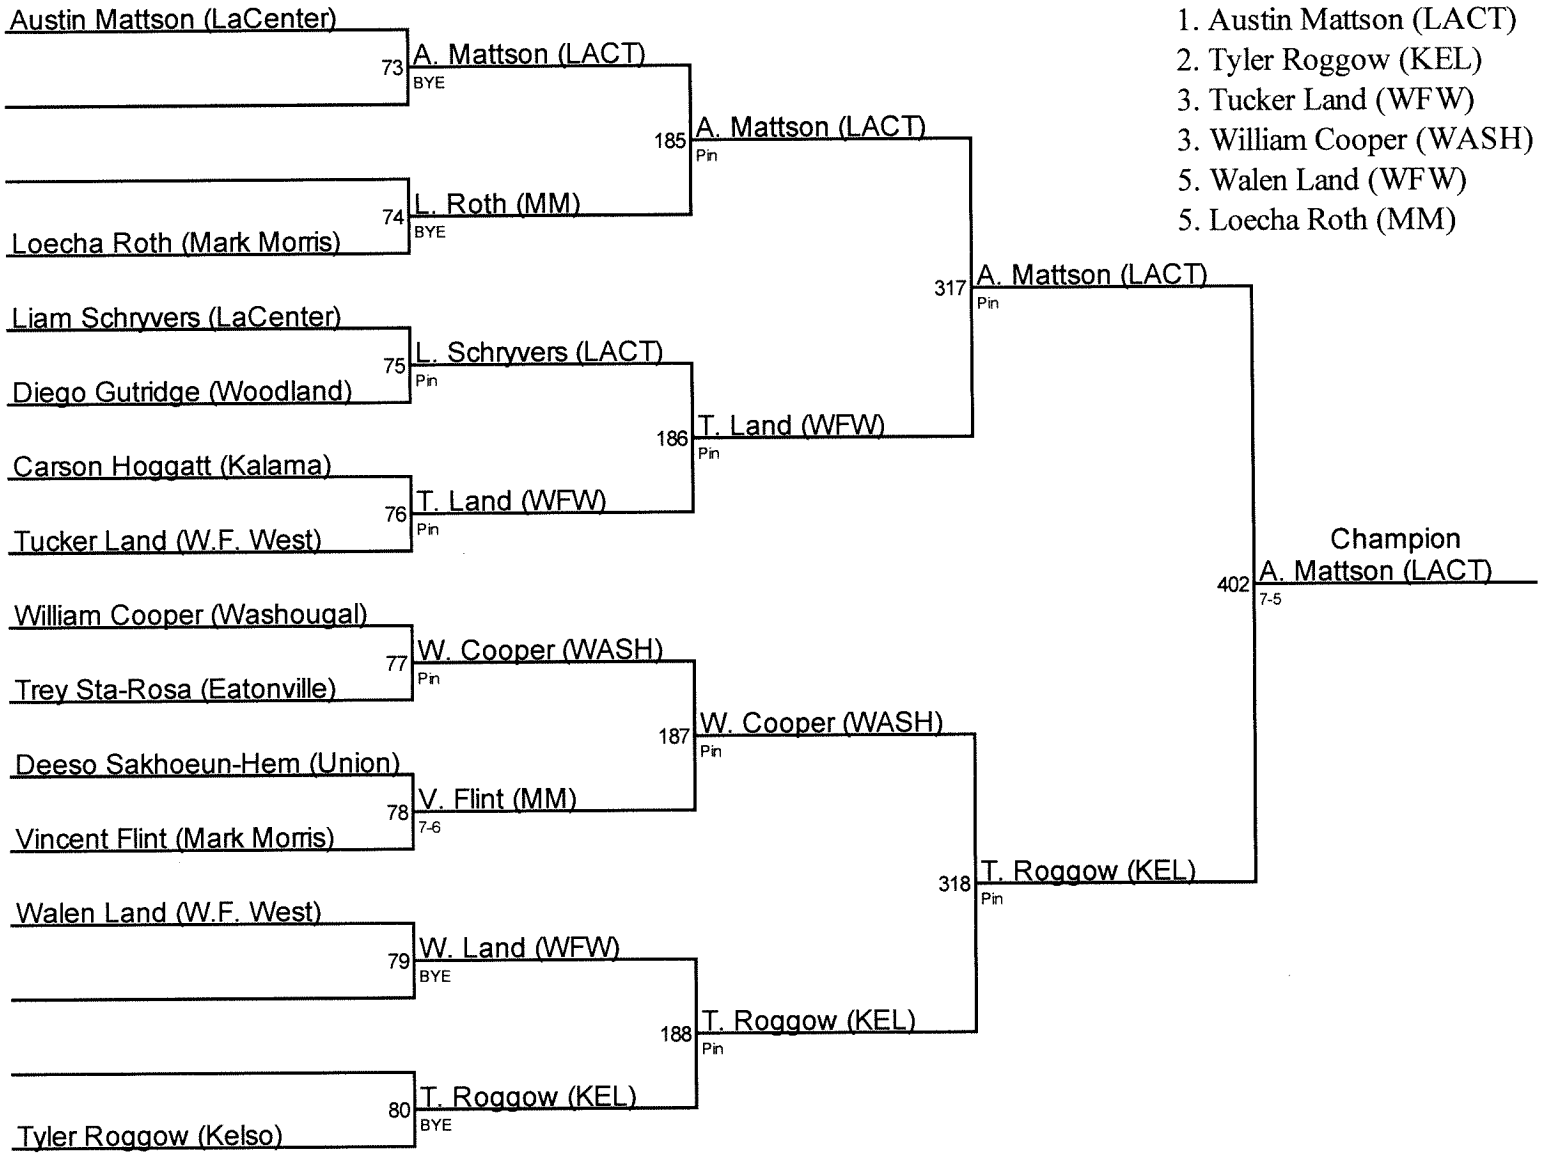 Austin Mattson (LaCenter)
73
A. Mattson (LACT)
BYE
185
A. Mattson (LACT)
Pin
74
L. Roth (MM)
BYE
Loecha Roth (Mark Morris)
317
A. Mattson (LACT)
Pin
Liam Schryvers (LaCenter)
75
L. Schryvers (LACT)
Pin
Diego Gutridge (Woodland)
186
T. Land (WFW)
Pin
Carson Hoggatt (Kalama)
76
T. Land (WFW)
Pin
Tucker Land (W.F. West)
Champion
402
A. Mattson (LACT)
7-5
William Cooper (Washougal)
77
W. Cooper (WASH)
Pin
Trey Sta-Rosa (Eatonville)
187
W. Cooper (WASH)
Pin
Deeso Sakhoeun-Hem (Union)
78
V. Flint (MM)
7-6
Vincent Flint (Mark Morris)
318
T. Roggow (KEL)
Pin
Walen Land (W.F. West)
79
W. Land (WFW)
BYE
188
T. Roggow (KEL)
Pin
80
T. Roggow (KEL)
BYE
Tyler Roggow (Kelso)
1. Austin Mattson (LACT)
2. Tyler Roggow (KEL)
3. Tucker Land (WFW)
3. William Cooper (WASH)
5. Walen Land (WFW)
5. Loecha Roth (MM)